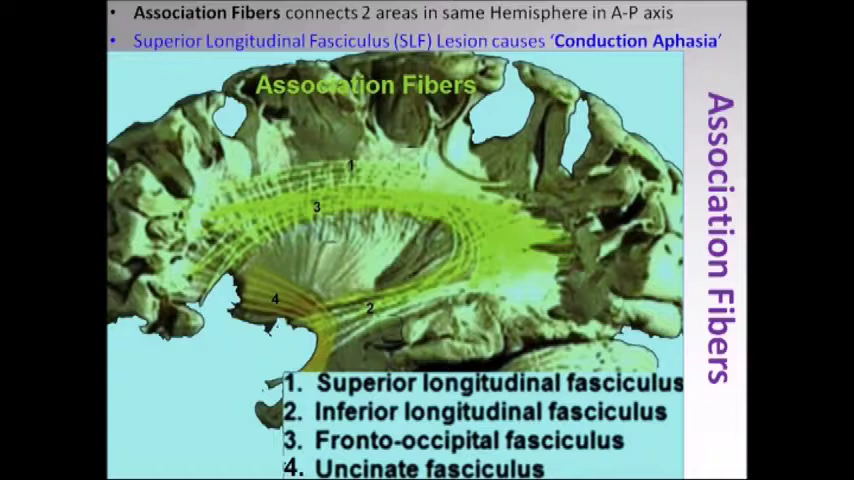 • Association Fibers connects 2 areas in same Hemisphere in A-P axis
• Superior Longitudinal Fasciculus (SLF) Lesion causes ‘Conduction Aphasia’
Association Fibers
1
3
4
2
1. Superior longitudinal fasciculus
2. Inferior longitudinal fasciculus
3. Fronto-occipital fasciculus
4. Uncinate fasciculus
Association Fibers